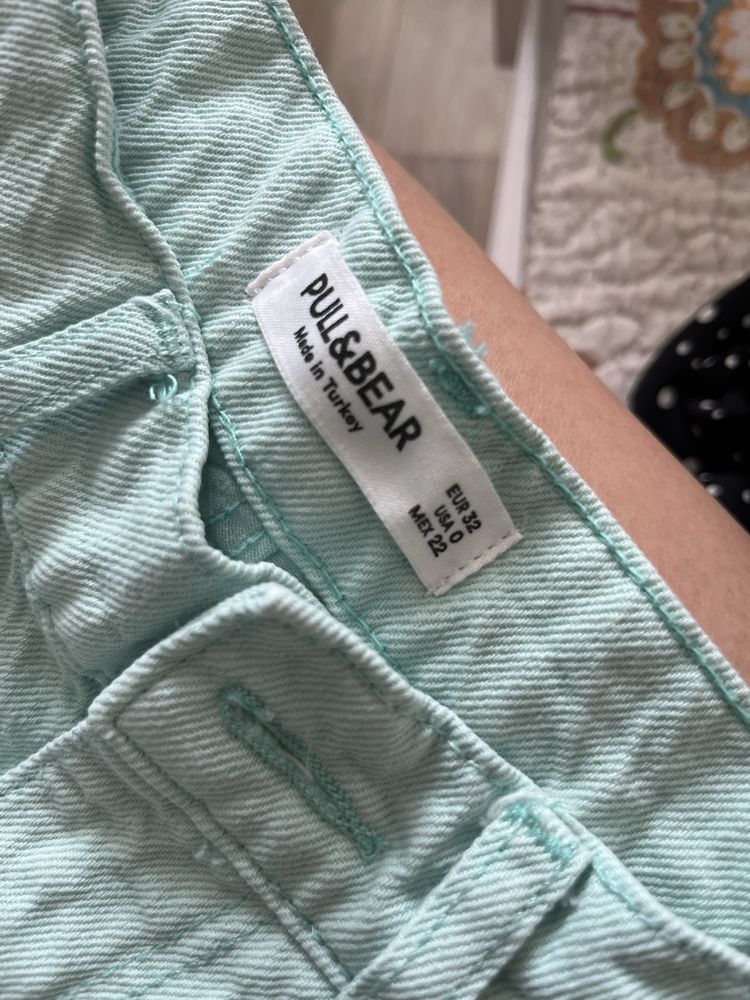 PULL&BEAR
Made in Turkey
EUR 32
USA 0
MEX 22